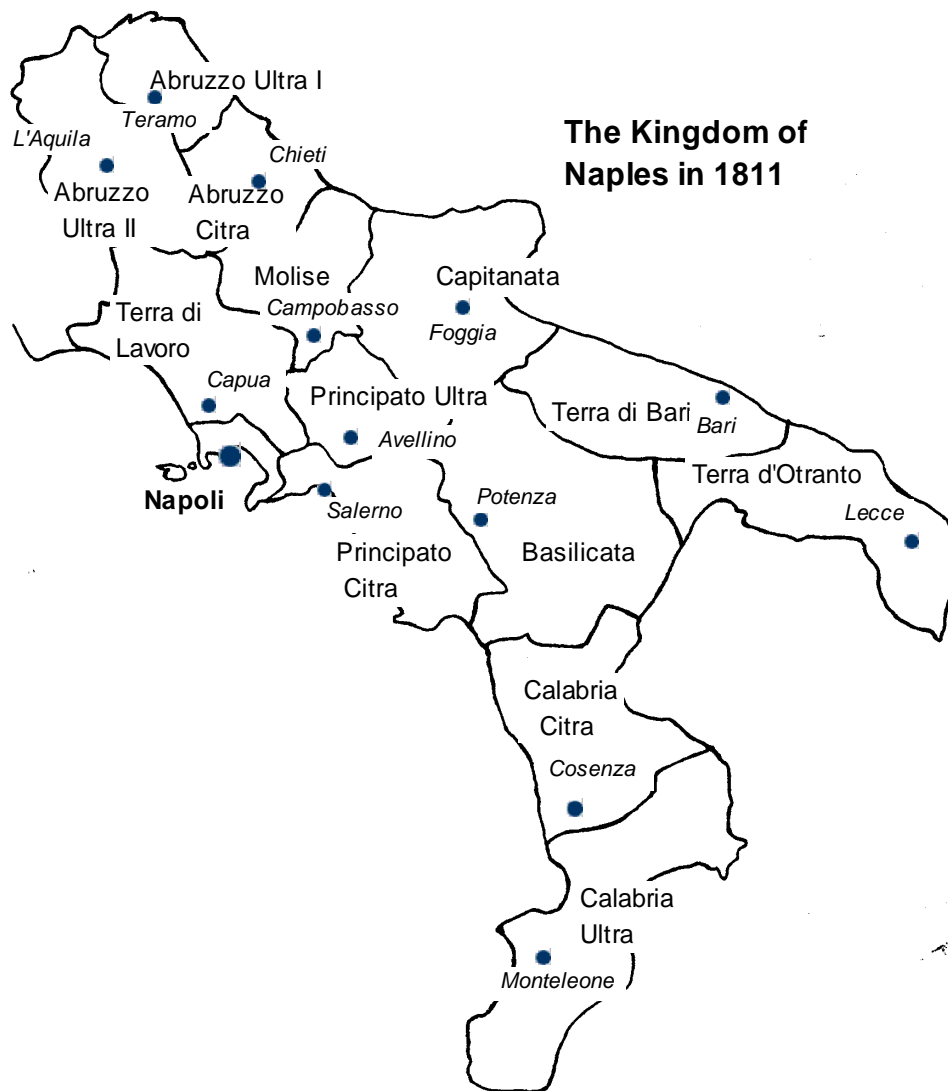 Abruzzo Ultra I
Teramo
L'Aquila
The Kingdom of
Naples in 1811
Chieti
Abruzzo
Ultra II
Abruzzo
Citra
Molise
Campobasso
Capitanata
Foggia
Terra di
Lavoro
Capua
Principato Ultra
Avellino
Terra di Bari
Bari
Napoli
Salerno
Potenza
Terra d'Otranto
Lecce
Principato
Citra
Basilicata
Calabria
Citra
Cosenza
Calabria
Ultra
Monteleone